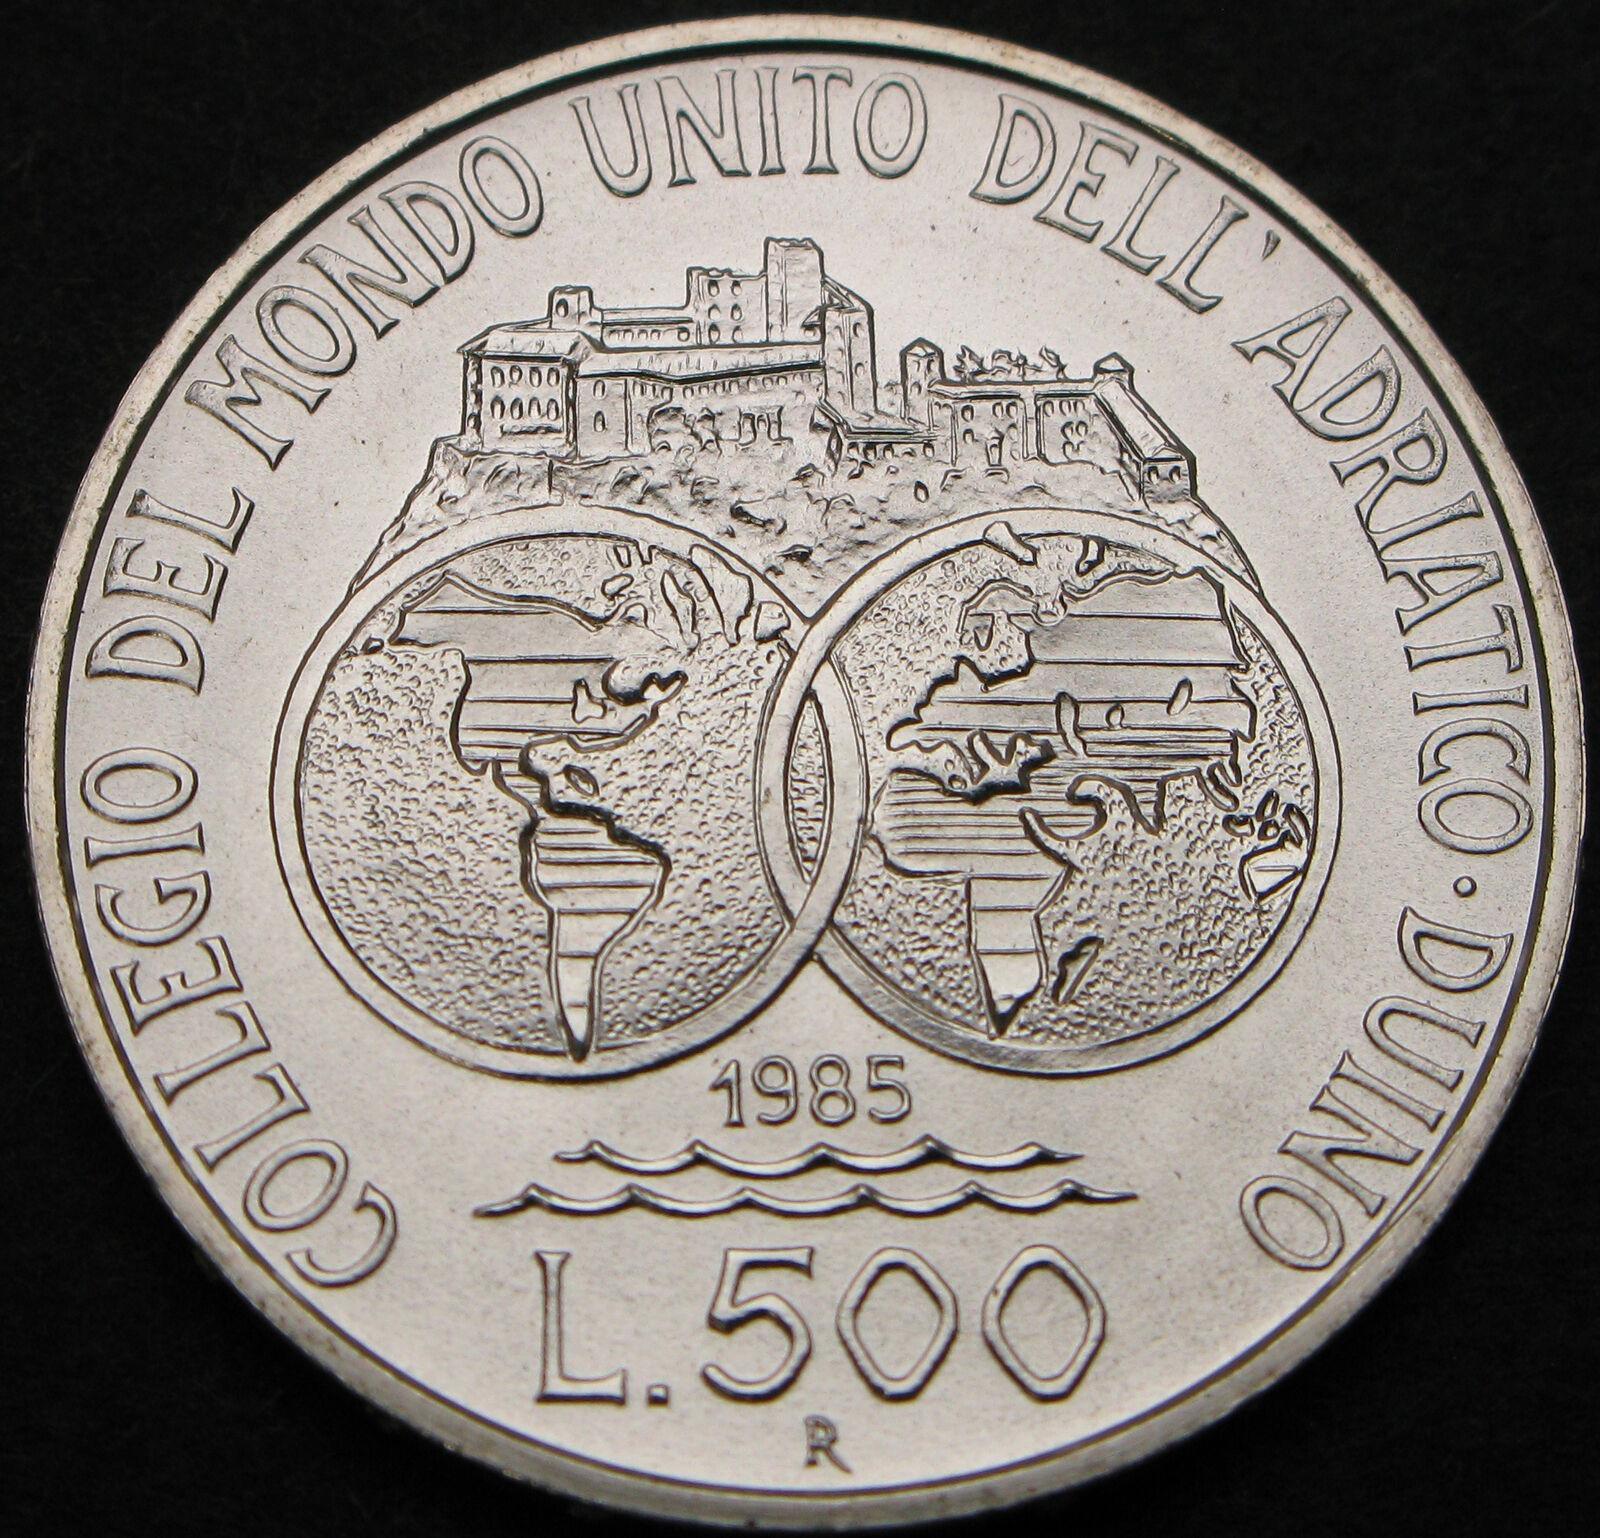 COLLEGIO DEL MONDO UNITO DELL' ADRIATICO · DUINO
1985
L. 500
R